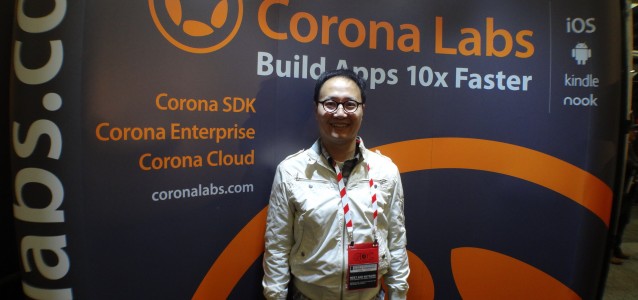 Corona Labs
Build Apps 10x Faster
iOS
kindle
nook
Corona SDK
Corona Enterprise
Corona Cloud
coronalabs.com
labs.co